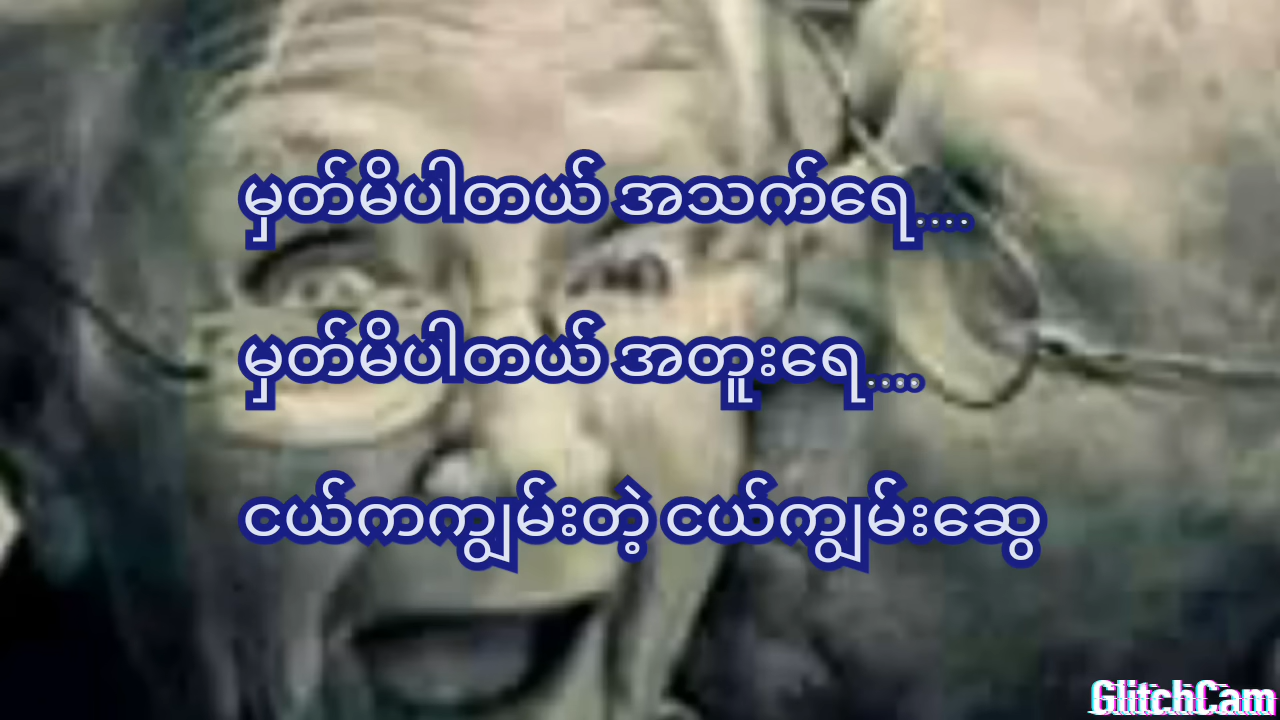 မှတ်မိပါတယ် အသက်ရေ....
မှတ်မိပါတယ် အတူးရေ....
ငယ်ကကျွမ်းတဲ့ ငယ်ကျွမ်းဆွေ
GlitchCam